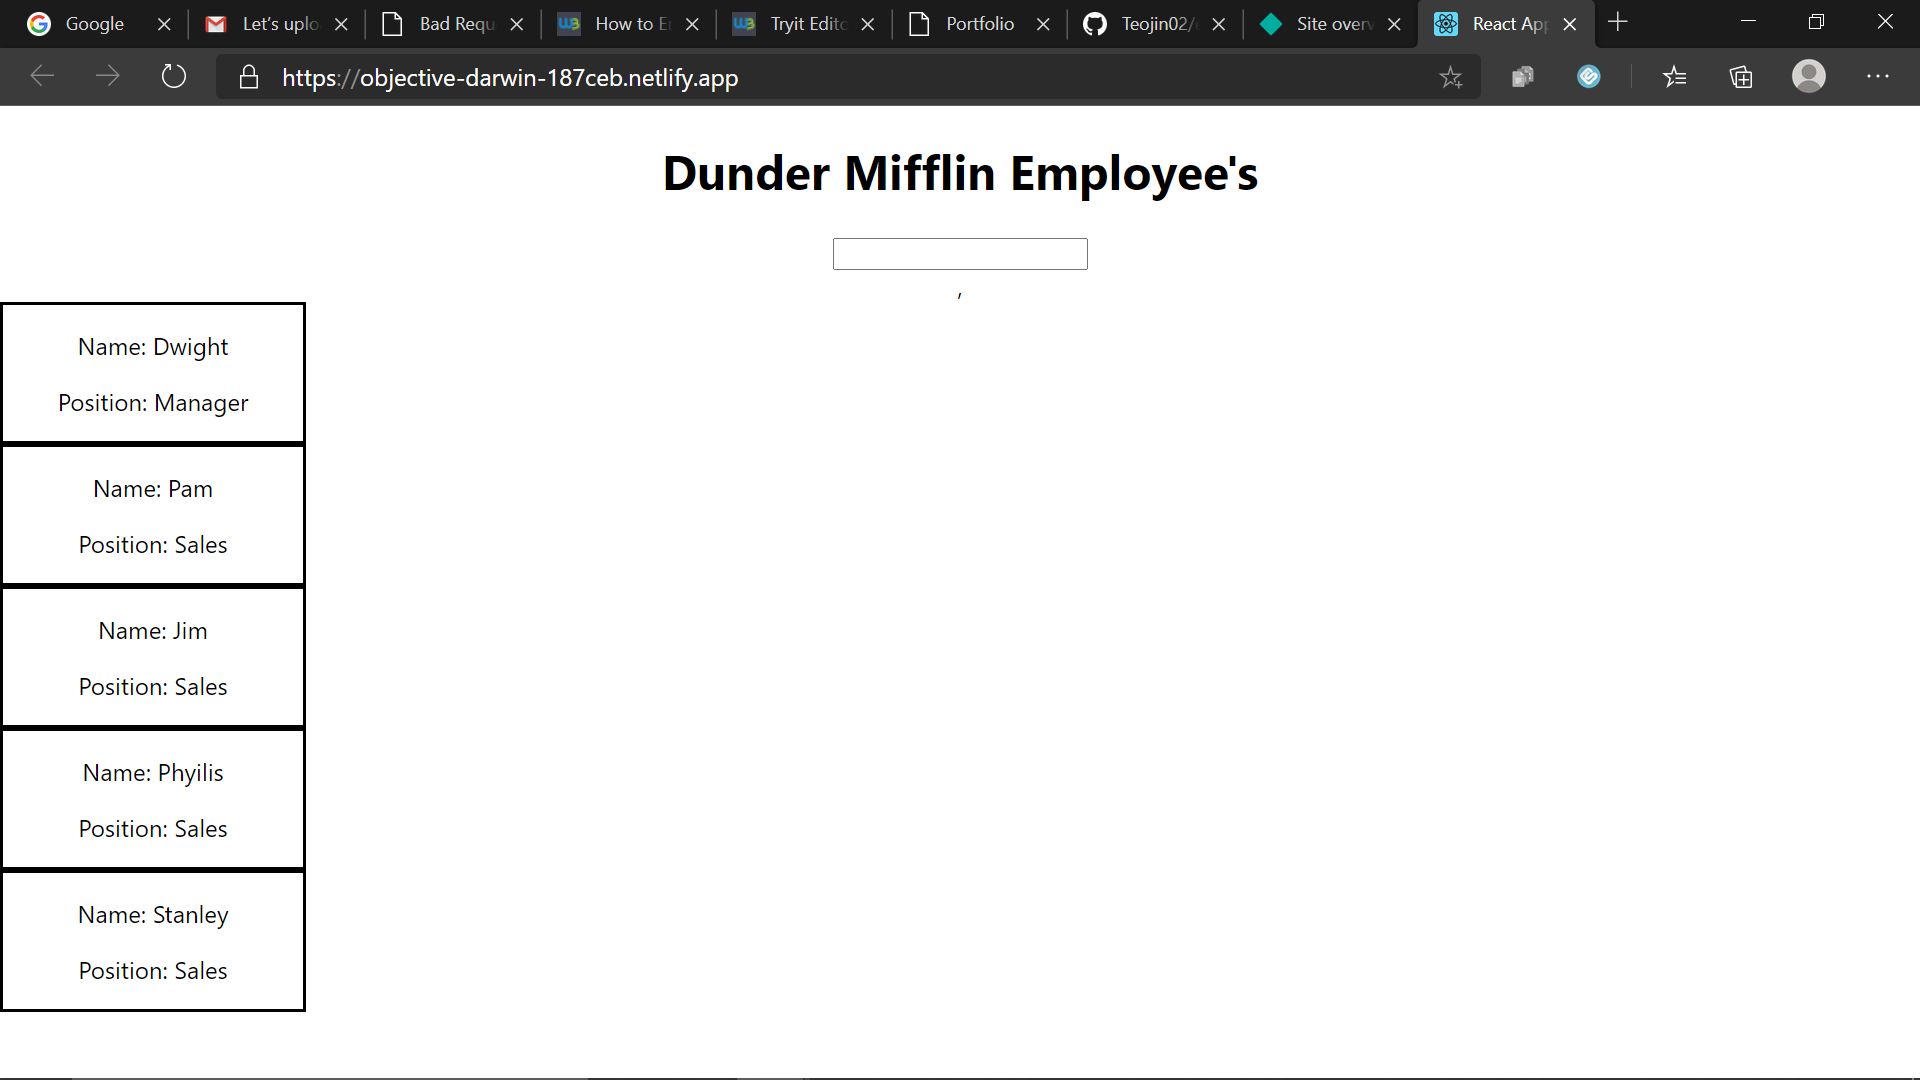 Google
Let's uplo
Bad Requ
How to E
Tryit Edito
Portfolio
Teojin02/
Site over
React App
https://objective-darwin-187ceb.netlify.app
Dunder Mifflin Employee's
,
Name: Dwight
Position: Manager
Name: Pam
Position: Sales
Name: Jim
Position: Sales
Name: Phyilis
Position: Sales
Name: Stanley
Position: Sales